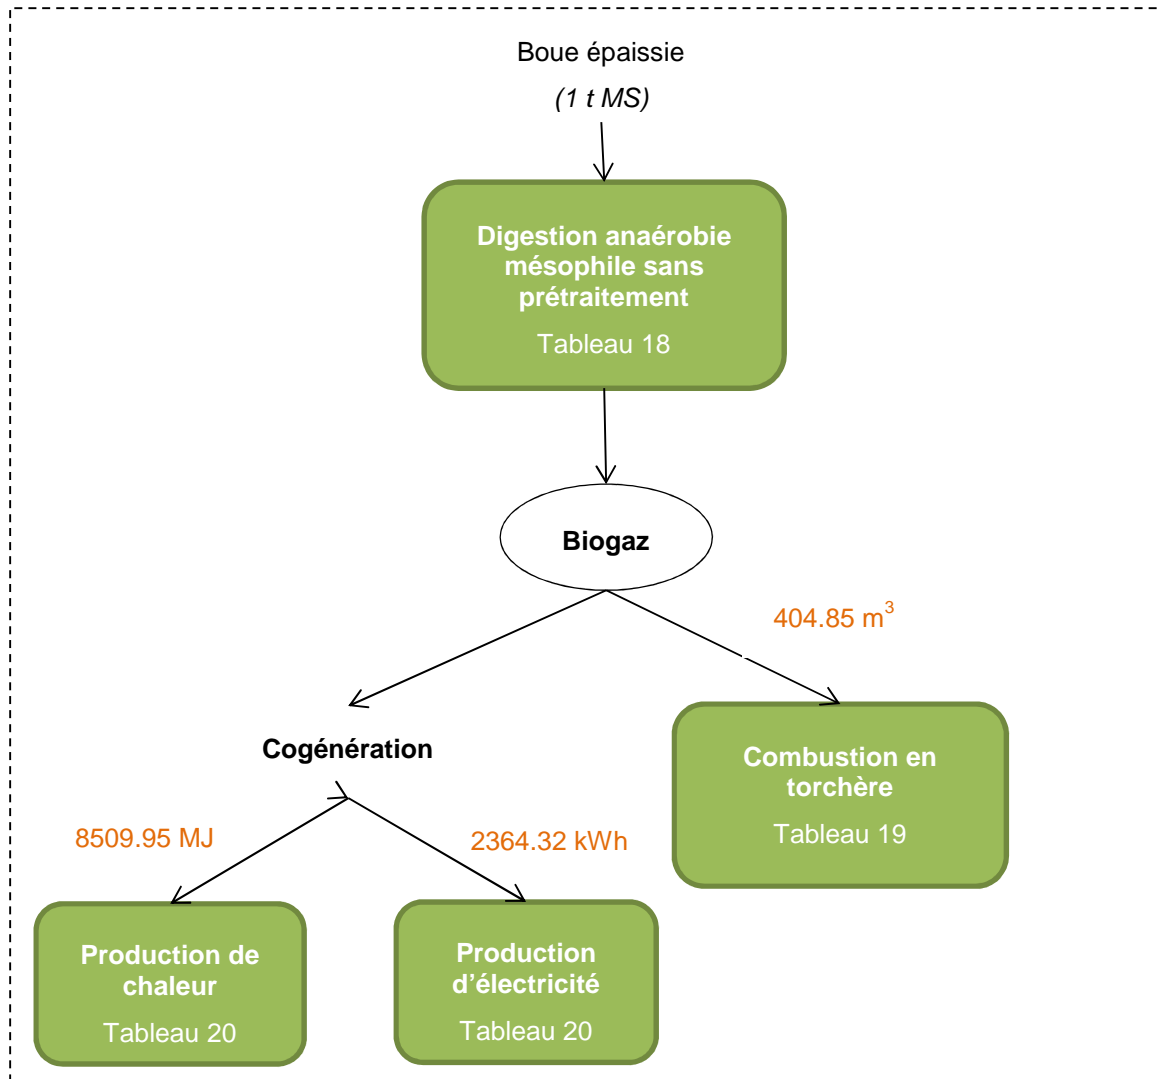 Boue épaissie
(1 t MS)
Digestion anaérobie
mésophile sans
prétraitement
Tableau 18
Biogaz
404.85 m³
Cogénération
Combustion en
torchère
Tableau 19
8509.95 MJ
2364.32 kWh
Production de
chaleur
Tableau 20
Production
d’électricité
Tableau 20